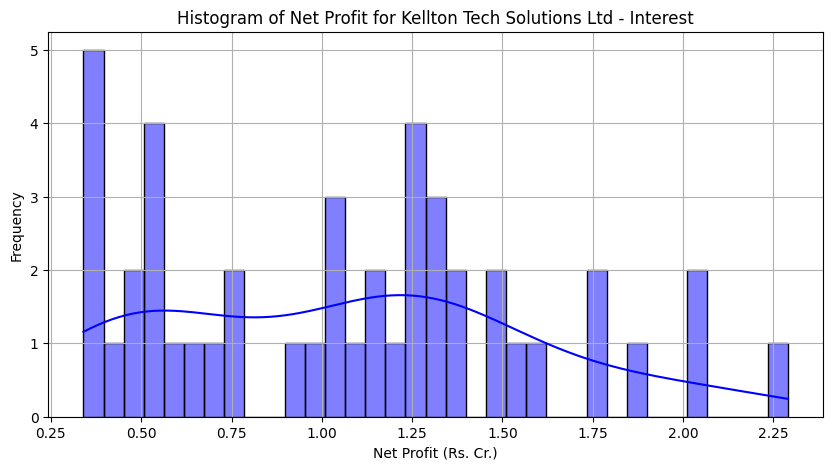 Histogram of Net Profit for Kellton Tech Solutions Ltd - Interest
5
4
3
2
1
0
Frequency
0.25 0.50 0.75 1.00 1.25 1.50 1.75 2.00 2.25
Net Profit (Rs. Cr.)